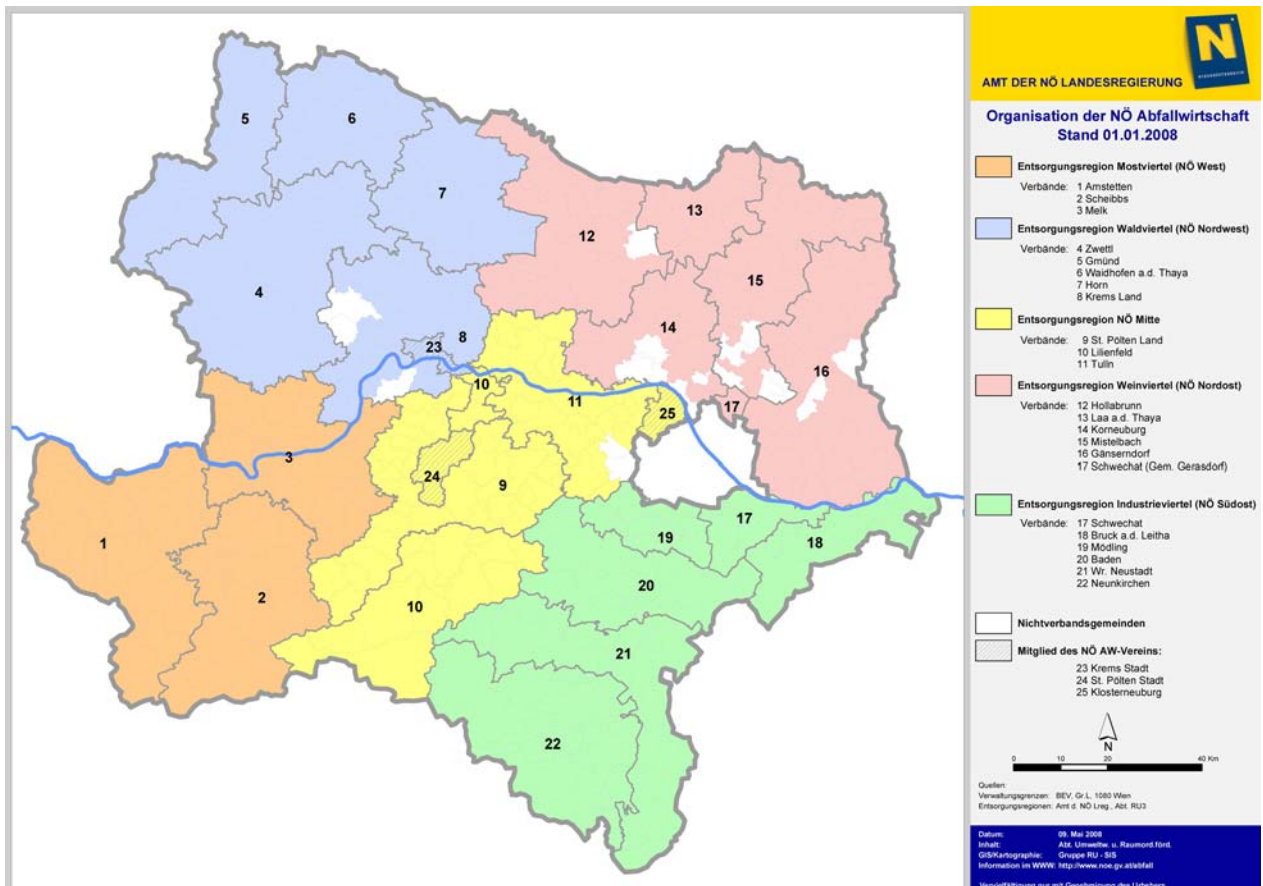 5
6
7
13
12
15
4
14
8
23
16
10
11
17
25
3
24
9
17
1
19
18
20
2
10
21
22
N
AMT DER NÖ LANDESREGIERUNG
Organisation der NÖ Abfallwirtschaft
Stand 01.01.2008
Entsorgungsregion Mostviertel (NÖ West)
Verbände: 1 Amstetten
2 Scheibbs
3 Melk
Entsorgungsregion Waldviertel (NÖ Nordwest)
Verbände: 4 Zwettl
5 Gmünd
6 Waidhofen a.d. Thaya
7 Horn
8 Krems Land
Entsorgungsregion NÖ Mitte
Verbände: 9 St. Pölten Land
10 Lilienfeld
11 Tulln
Entsorgungsregion Weinviertel (NÖ Nordost)
Verbände: 12 Hollabrunn
13 Laa a.d. Thaya
14 Korneuburg
15 Mistelbach
16 Gänserndorf
17 Schwechat (Gem. Gerasdorf)
Entsorgungsregion Industrieviertel (NÖ Südost)
Verbände: 17 Schwechat
18 Bruck a.d. Leitha
19 Mödling
20 Baden
21 Wr. Neustadt
22 Neunkirchen
Nichtverbandsgemeinden
Mitglied des NÖ AW-Vereins:
23 Krems Stadt
24 St. Pölten Stadt
25 Klosterneuburg
N
0 10 20 40 Km
Quellen:
Verwaltungsgrenzen: BEV, Gr.L, 1080 Wien
Entsorgungsregionen: Amt d. NÖ Lreg., Abt. RU3
Datum: 09. Mai 2008
Inhalt: Abt. Umweltw. u. Raumord.förd.
GIS/Kartographie: Gruppe RU - SIS
Information im WWW: http://www.noe.gv.at/abfall
Vervielfältigung nur mit Genehmigung des Urhebers